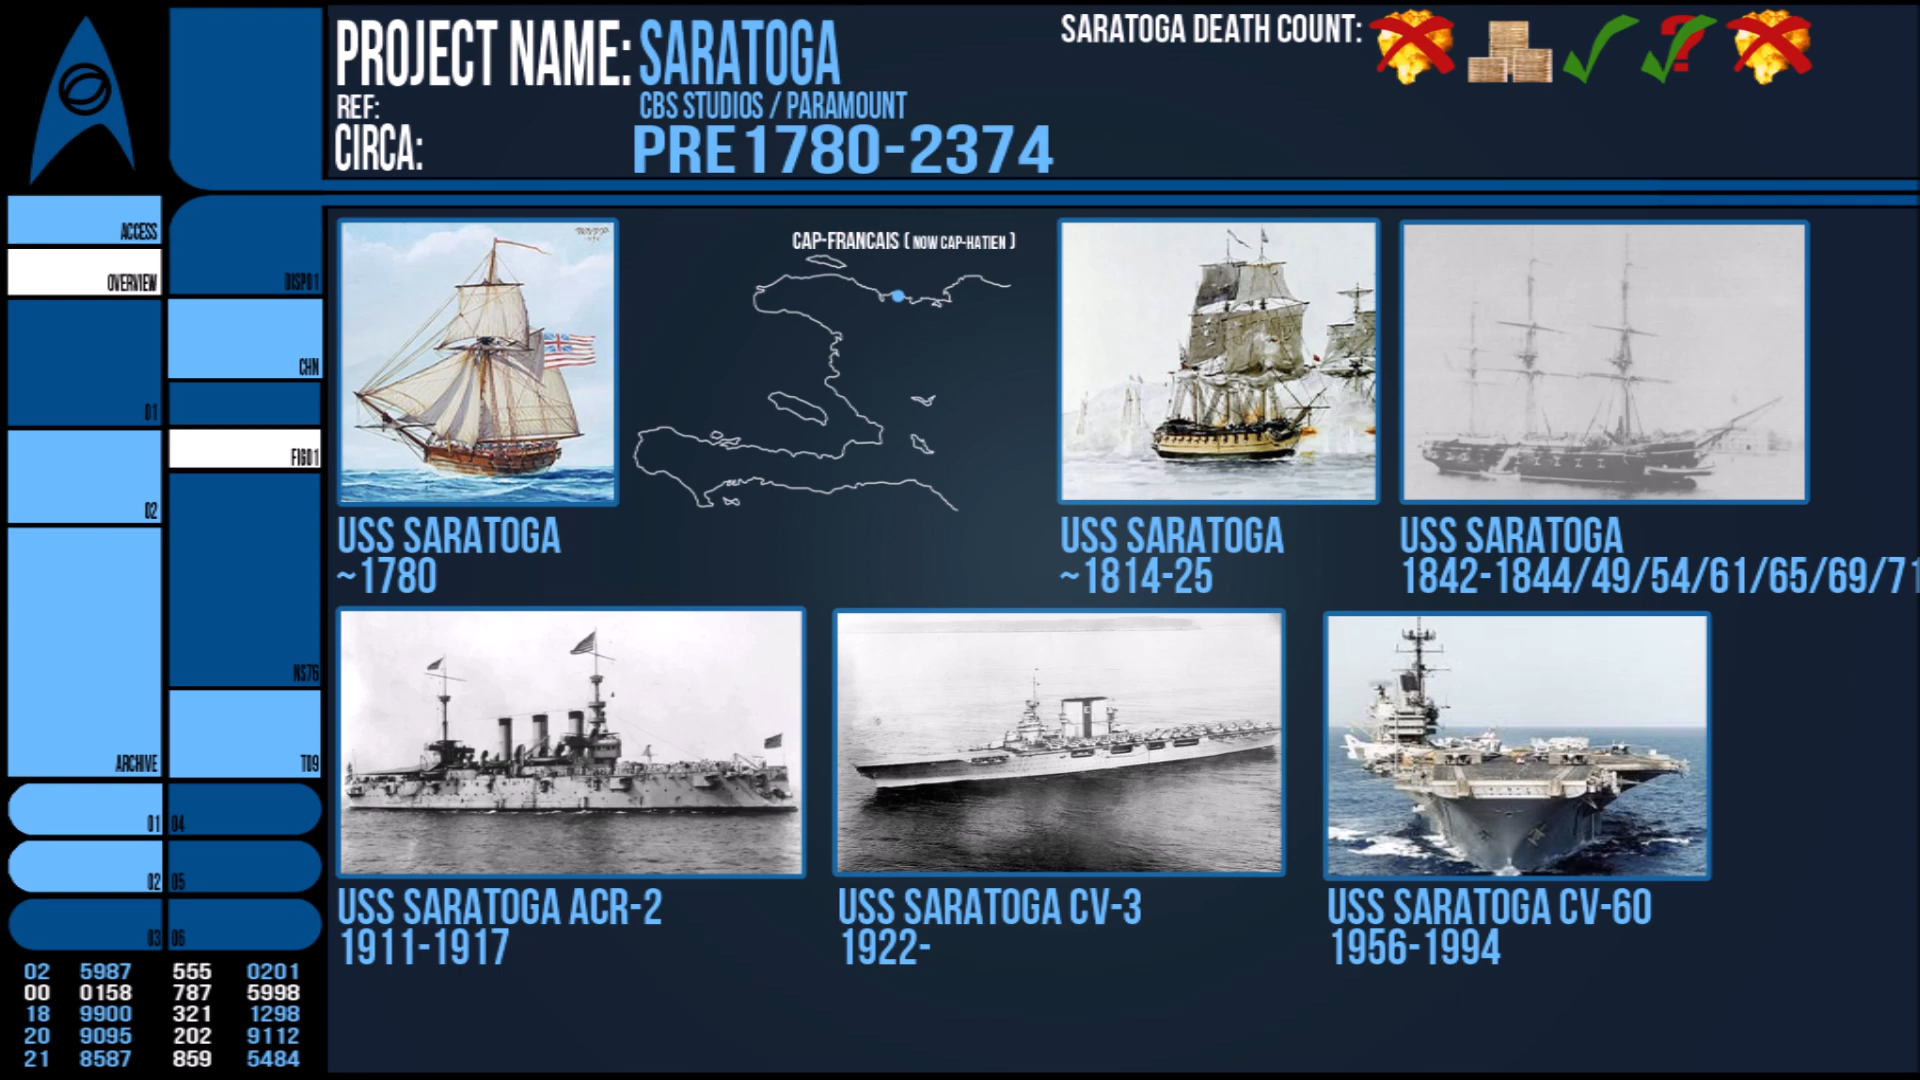 PROJECT NAME: SARATOGA
REF: CBS STUDIOS / PARAMOUNT
CIRCA: PRE1780-2374
SARATOGA DEATH COUNT:
?
ACCESS
OVERVIEW
01
02
ARCHIVE
DISP01
CHN
FIG01
NS76
T09
01 04
02 05
03 06
02 5987 555 0201
00 0158 787 5998
18 9900 321 1298
20 9095 202 9112
21 8587 859 5484
CAP-FRANCAIS ( NOW CAP-HATIEN )
USS SARATOGA
~1780
USS SARATOGA
~1814-25
USS SARATOGA
1842-1844/49/54/61/65/69/71
USS SARATOGA ACR-2
1911-1917
USS SARATOGA CV-3
1922-
USS SARATOGA CV-60
1956-1994